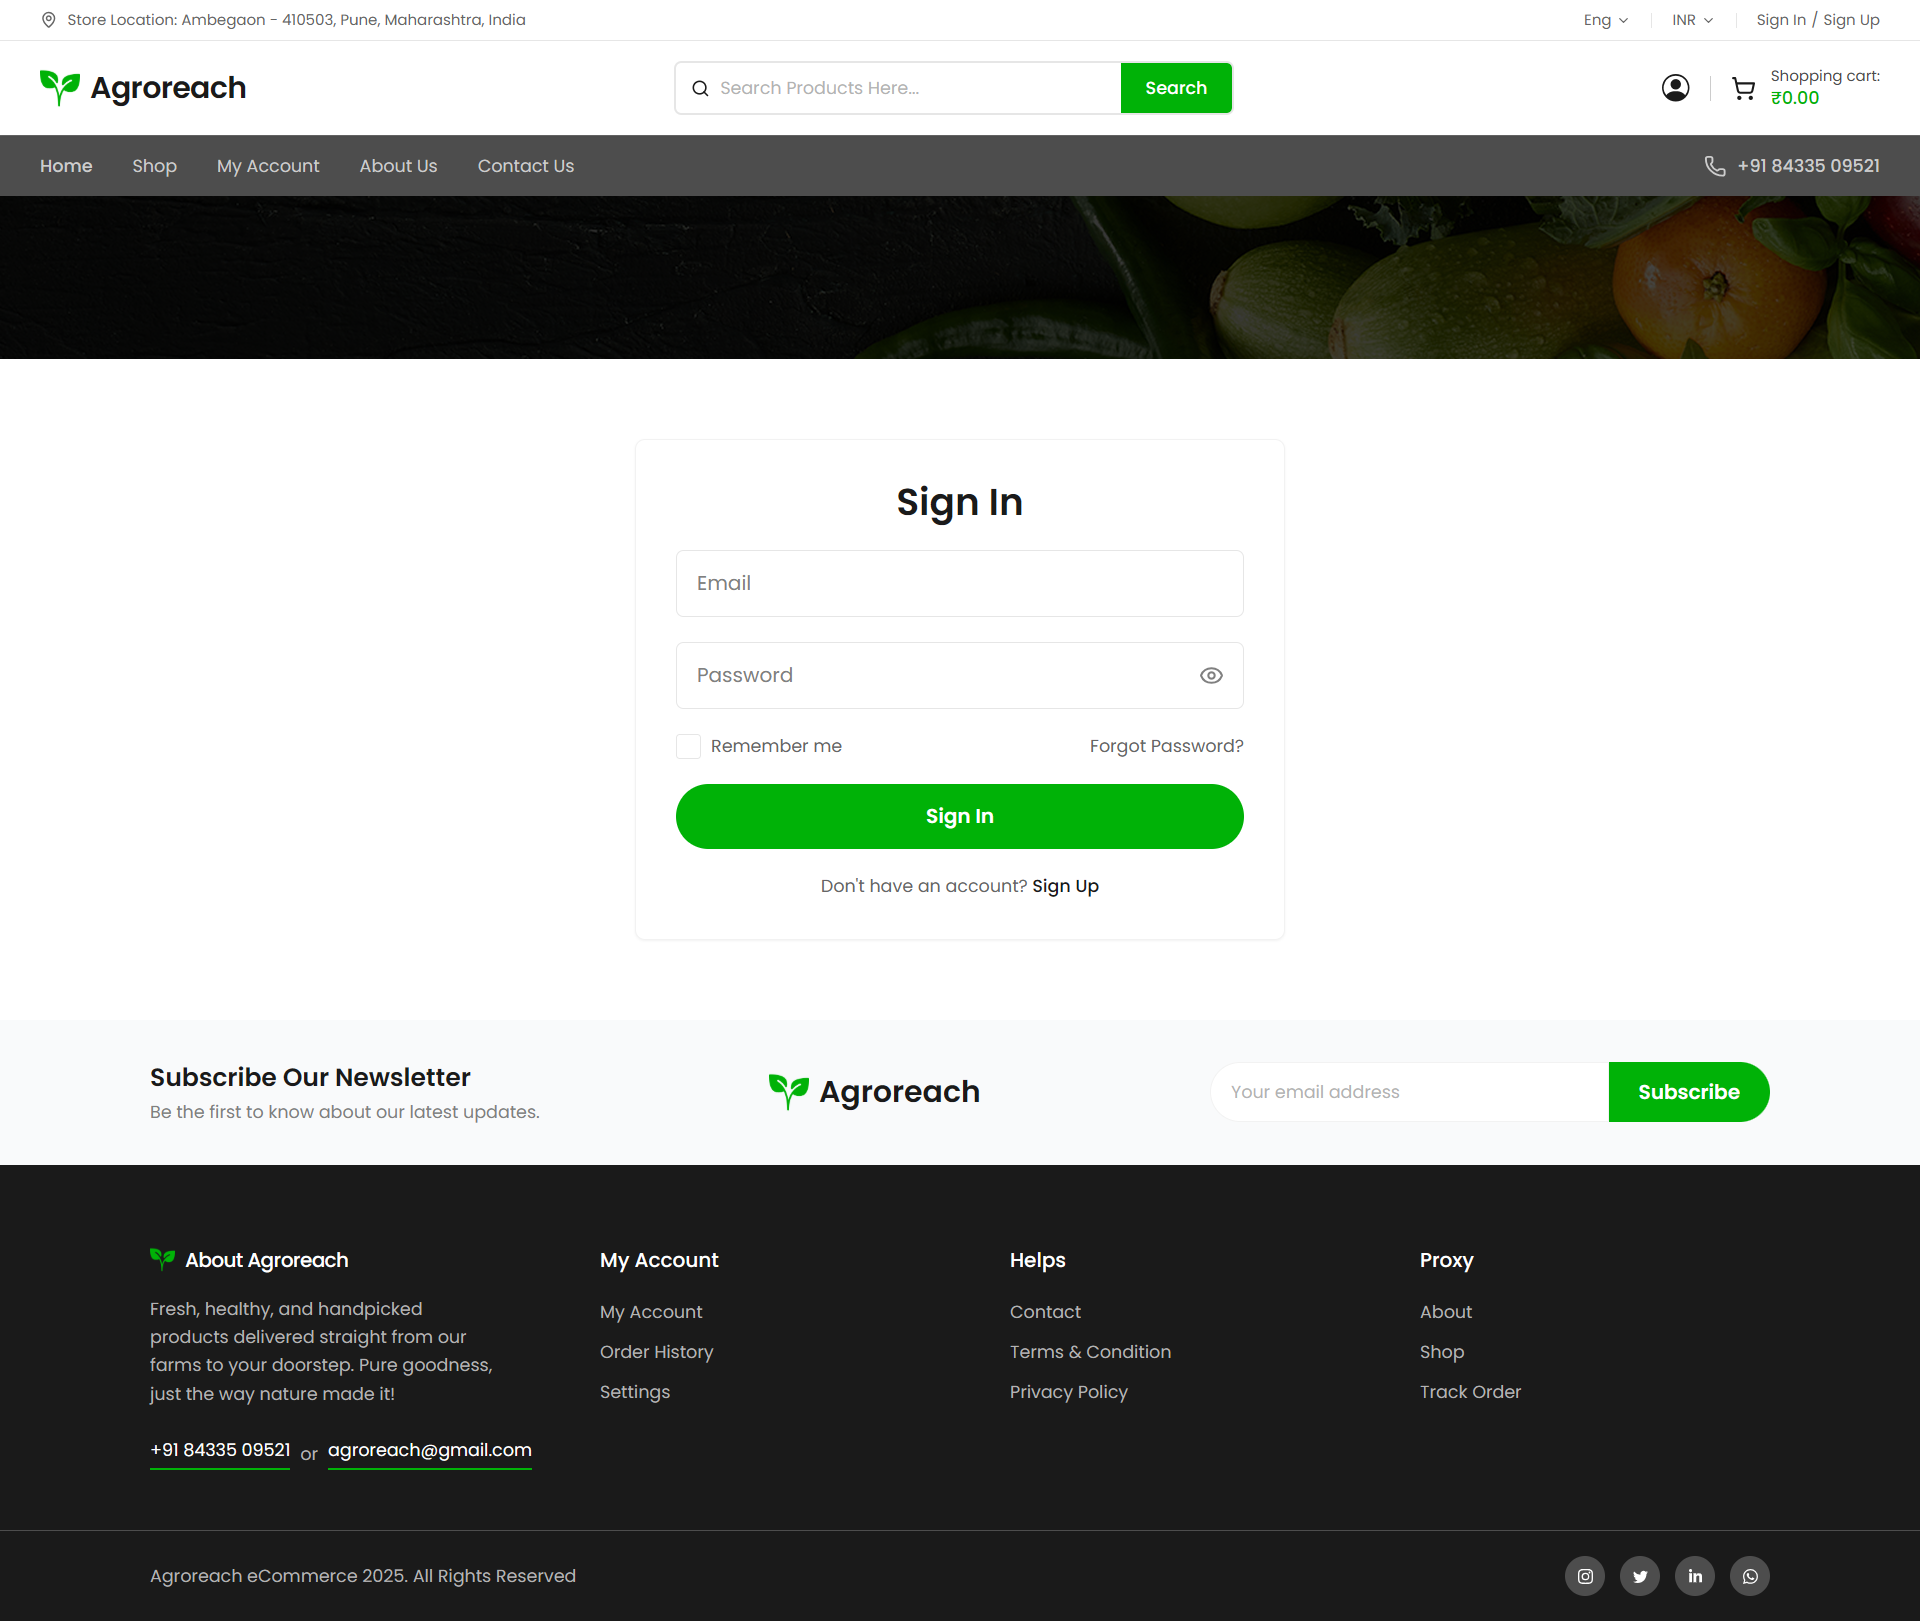 Store Location: Ambegaon - 410503, Pune, Maharashtra, India
Eng
INR
Sign In / Sign Up
Agroreach
Search Products Here...
Search
Shopping cart:
₹0.00
Home
Shop
My Account
About Us
Contact Us
+91 84335 09521
Sign In
Email
Password
Remember me
Forgot Password?
Sign In
Don't have an account? Sign Up
Subscribe Our Newsletter
Be the first to know about our latest updates.
Agroreach
Your email address
Subscribe
About Agroreach
Fresh, healthy, and handpicked
products delivered straight from our
farms to your doorstep. Pure goodness,
just the way nature made it!
+91 84335 09521 or agroreach@gmail.com
My Account
My Account
Order History
Settings
Helps
Contact
Terms & Condition
Privacy Policy
Proxy
About
Shop
Track Order
Agroreach eCommerce 2025. All Rights Reserved